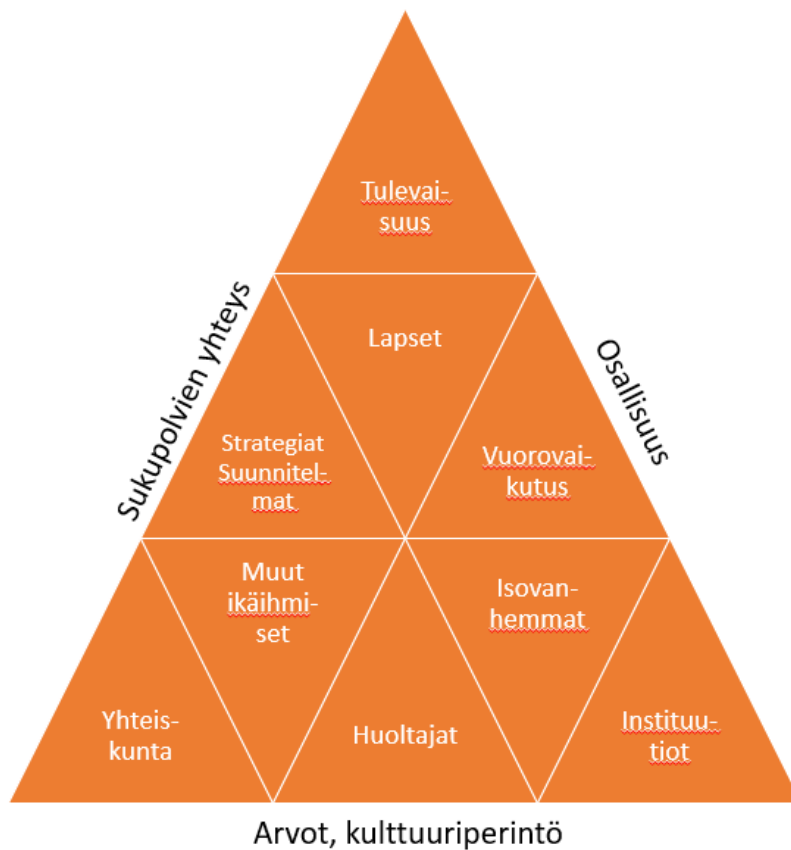 Tulevai-
suus
Lapset
Sukupolvien yhteys
Osallisuus
Strategiat
Suunnitel-
mat
Vuorovai-
kutus
Muut
ikäihmi-
set
Isovan-
hemmat
Yhteis-
kunta
Huoltajat
Instituu-
tiot
Arvot, kulttuuriperintö